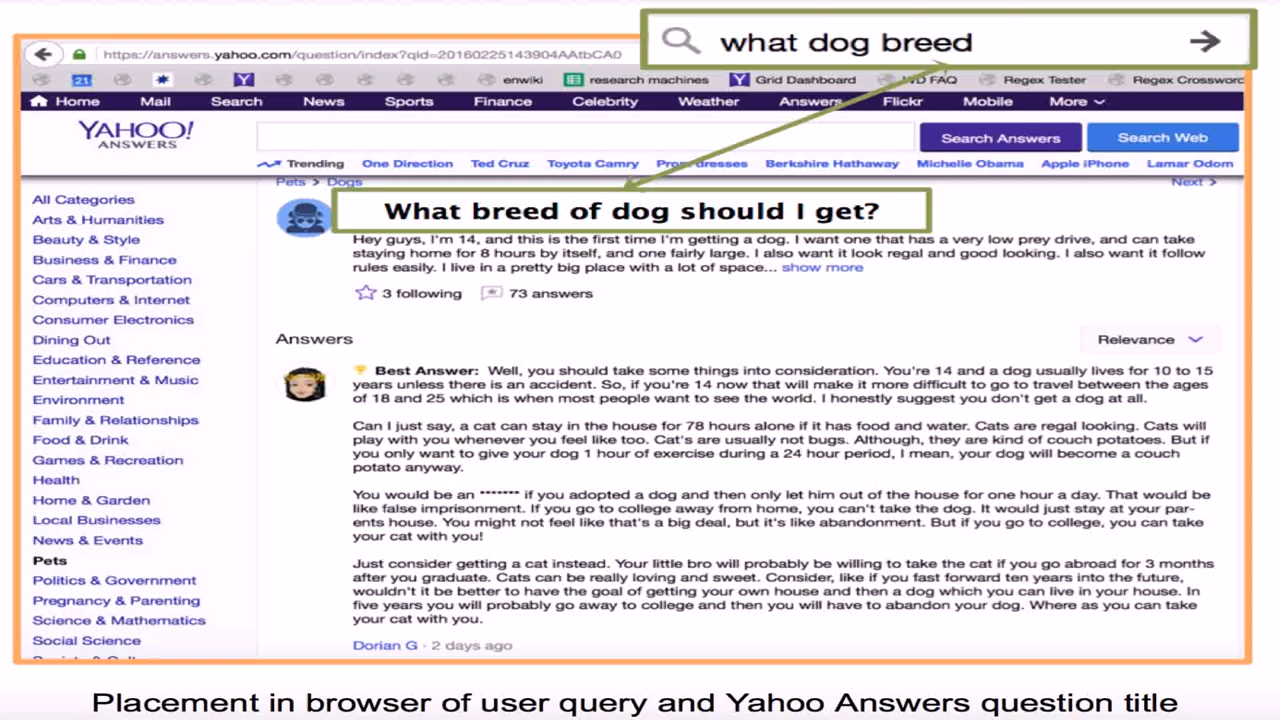 what dog breed
https://answers.yahoo.com/question/index?qid=20160225143904AAtbCA0
21
enwiki
research machines
Grid Dashboard
WD FAQ
Regex Tester
Regex Crossword
Home
Mail
Search
News
Sports
Finance
Celebrity
Weather
Answers
Flickr
Mobile
More
YAHOO!
ANSWERS
Search Answers
Search Web
Trending
One Direction
Ted Cruz
Toyota Camry
Prom dresses
Berkshire Hathaway
Michelle Obama
Apple iPhone
Lamar Odom
All Categories
Arts & Humanities
Beauty & Style
Business & Finance
Cars & Transportation
Computers & Internet
Consumer Electronics
Dining Out
Education & Reference
Entertainment & Music
Environment
Family & Relationships
Food & Drink
Games & Recreation
Health
Home & Garden
Local Businesses
News & Events
Pets
Politics & Government
Pregnancy & Parenting
Science & Mathematics
Social Science
Pets > Dogs
Next >
What breed of dog should I get?
Hey guys, I'm 14, and this is the first time I'm getting a dog. I want one that has a very low prey drive, and can take
staying home for 8 hours by itself, and one fairly large. I also want it look regal and good looking. I also want it follow
rules easily. I live in a pretty big place with a lot of space... show more
3 following
73 answers
Answers
Relevance
Best Answer: Well, you should take some things into consideration. You're 14 and a dog usually lives for 10 to 15
years unless there is an accident. So, if you're 14 now that will make it more difficult to go to travel between the ages
of 18 and 25 which is when most people want to see the world. I honestly suggest you don't get a dog at all.
Can I just say, a cat can stay in the house for 78 hours alone if it has food and water. Cats are regal looking. Cats will
play with you whenever you feel like too. Cat's are usually not bugs. Although, they are kind of couch potatoes. But if
you only want to give your dog 1 hour of exercise during a 24 hour period, I mean, your dog will become a couch
potato anyway.
You would be an ******* if you adopted a dog and then only let him out of the house for one hour a day. That would be
like false imprisonment. If you go to college away from home, you can't take the dog. It would just stay at your par-
ents house. You might not feel like that's a big deal, but it's like abandonment. But if you go to college, you can take
your cat with you!
Just consider getting a cat instead. Your little bro will probably be willing to take the cat if you go abroad for 3 months
after you graduate. Cats can be really loving and sweet. Consider, like if you fast forward ten years into the future,
wouldn't it be better to have the goal of getting your own house and then a dog which you can live in your house. In
five years you will probably go away to college and then you will have to abandon your dog. Where as you can take
your cat with you.
Dorian G · 2 days ago
Placement in browser of user query and Yahoo Answers question title